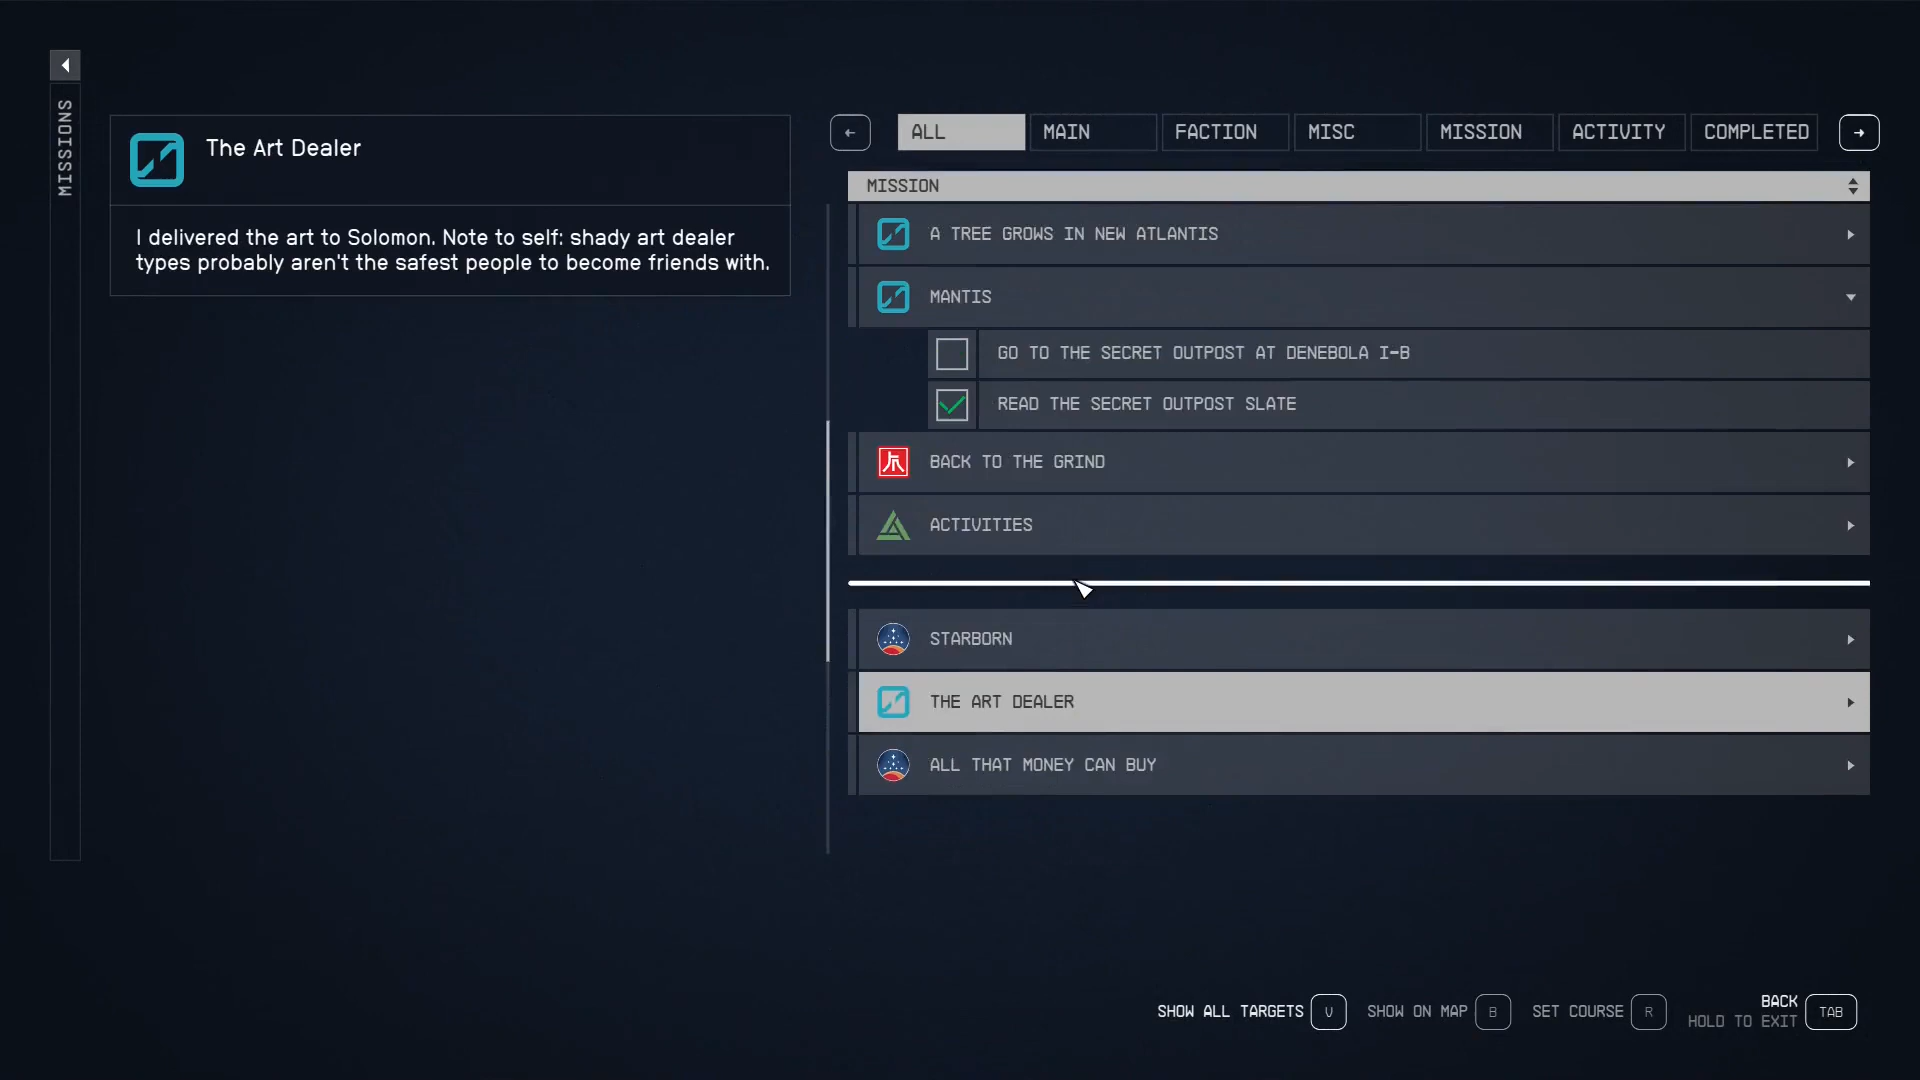 MISSIONS
The Art Dealer
I delivered the art to Solomon. Note to self: shady art dealer
types probably aren't the safest people to become friends with.
ALL MAIN FACTION MISC MISSION ACTIVITY COMPLETED
MISSION
A TREE GROWS IN NEW ATLANTIS
MANTIS
GO TO THE SECRET OUTPOST AT DENEBOLA I-B
READ THE SECRET OUTPOST SLATE
BACK TO THE GRIND
ACTIVITIES
STARBORN
THE ART DEALER
ALL THAT MONEY CAN BUY
SHOW ALL TARGETS V SHOW ON MAP B SET COURSE R BACK TAB
HOLD TO EXIT